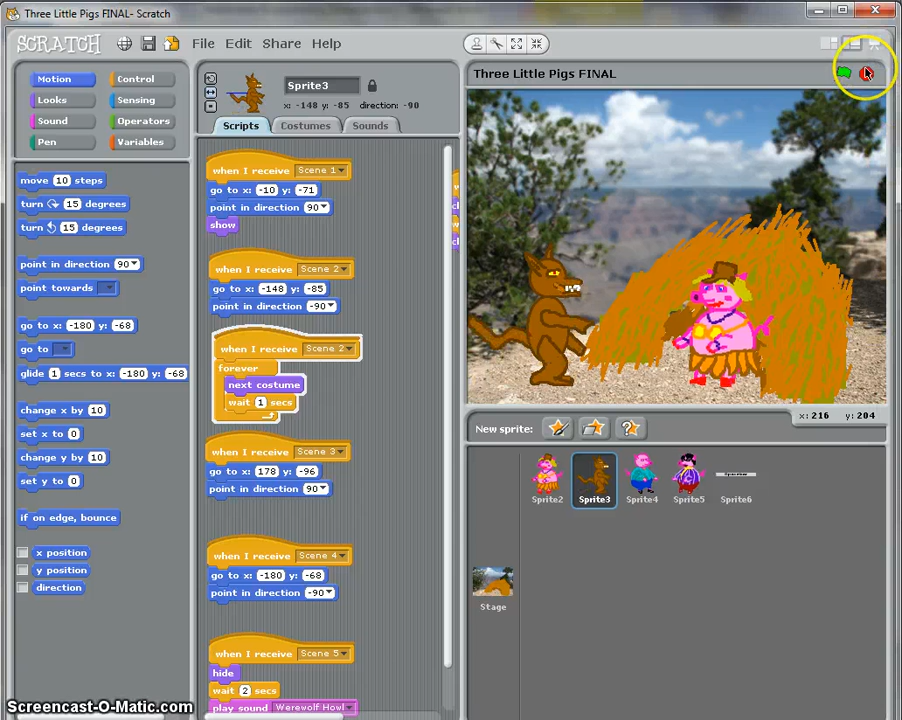 Three Little Pigs FINAL- Scratch
SCRATCH
File Edit Share Help
Motion Control
Looks Sensing
Sound Operators
Pen Variables
move 10 steps
turn 15 degrees
turn 15 degrees
point in direction 90
point towards
go to x: -180 y: -68
go to
glide 1 secs to x: -180 y: -68
change x by 10
set x to 0
change y by 10
set y to 0
if on edge, bounce
x position
y position
direction
Sprite3
x: -148 y: -85 direction: -90
Scripts Costumes Sounds
when I receive Scene 1
go to x: -10 y: -71
point in direction 90
show
when I receive Scene 2
go to x: -148 y: -85
point in direction -90
when I receive Scene 2
forever
next costume
wait 1 secs
when I receive Scene 3
go to x: 178 y: -96
point in direction 90
when I receive Scene 4
go to x: -180 y: -68
point in direction -90
when I receive Scene 5
hide
wait 2 secs
play sound Werewolf Howl
Three Little Pigs FINAL
x: 216 y: 204
New sprite:
Sprite2 Sprite3 Sprite4 Sprite5 Sprite6
Stage
Screencast-O-Matic.com